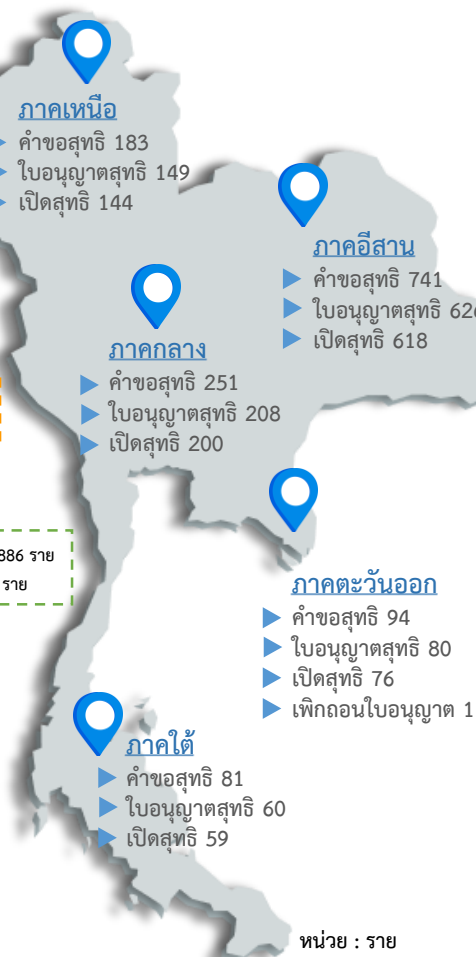 ภาคเหนือ
คำขอสุทธิ 183
ใบอนุญาตสุทธิ 149
เปิดสุทธิ 144
ภาคอีสาน
คำขอสุทธิ 741
ใบอนุญาตสุทธิ 626
เปิดสุทธิ 618
ภาคกลาง
คำขอสุทธิ 251
ใบอนุญาตสุทธิ 208
เปิดสุทธิ 200
886 ราย
ราย
ภาคตะวันออก
คำขอสุทธิ 94
ใบอนุญาตสุทธิ 80
เปิดสุทธิ 76
เพิกถอนใบอนุญาต 1
ภาคใต้
คำขอสุทธิ 81
ใบอนุญาตสุทธิ 60
เปิดสุทธิ 59
หน่วย : ราย